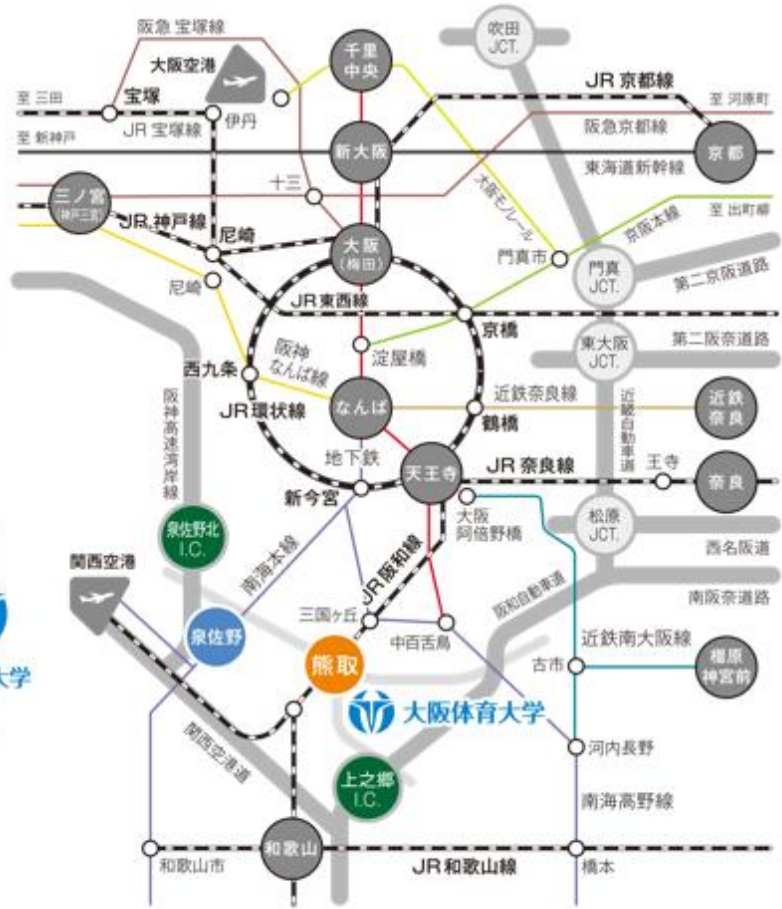 阪急 宝塚線
大阪空港
千里
中央
吹田
JCT.
JR 京都線
至 三田
宝塚
JR 宝塚線
伊丹
至 河原町
阪急京都線
至 新神戸
新大阪
東海道新幹線
京都
十三
大阪モノレール
三ノ宮
(神戸三宮)
JR 神戸線
尼崎
大阪
(梅田)
京阪本線
至 出町柳
門真市
門真
JCT.
第二京阪道路
尼崎
JR 東西線
京橋
第二阪奈道路
東大阪
JCT.
淀屋橋
阪神
なんば線
西九条
JR 環状線
なんば
近鉄奈良線
鶴橋
近鉄
奈良
近畿自動車道
阪神高速湾岸線
地下鉄
天王寺
JR 奈良線
王寺
奈良
新今宮
大阪
阿倍野橋
松原
JCT.
西名阪道
泉佐野北
I.C.
南海本線
JR 阪和線
阪和自動車道
南阪奈道路
関西空港
泉佐野
三国ヶ丘
中百舌鳥
熊取
近鉄南大阪線
古市
橿原
神宮前
大学
大阪体育大学
関西空港道
上之郷
I.C.
河内長野
南海高野線
和歌山市
和歌山
JR 和歌山線
橋本